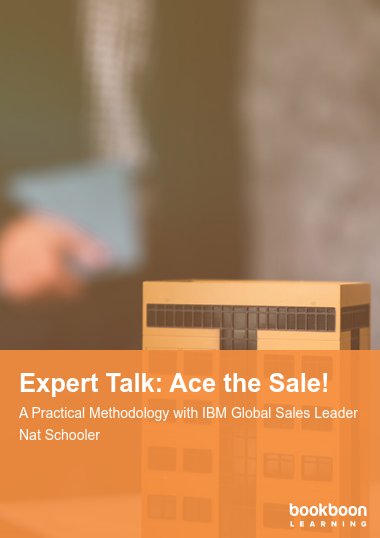 Expert Talk: Ace the Sale!
A Practical Methodology with IBM Global Sales Leader
Nat Schooler
bookboon
LEARNING